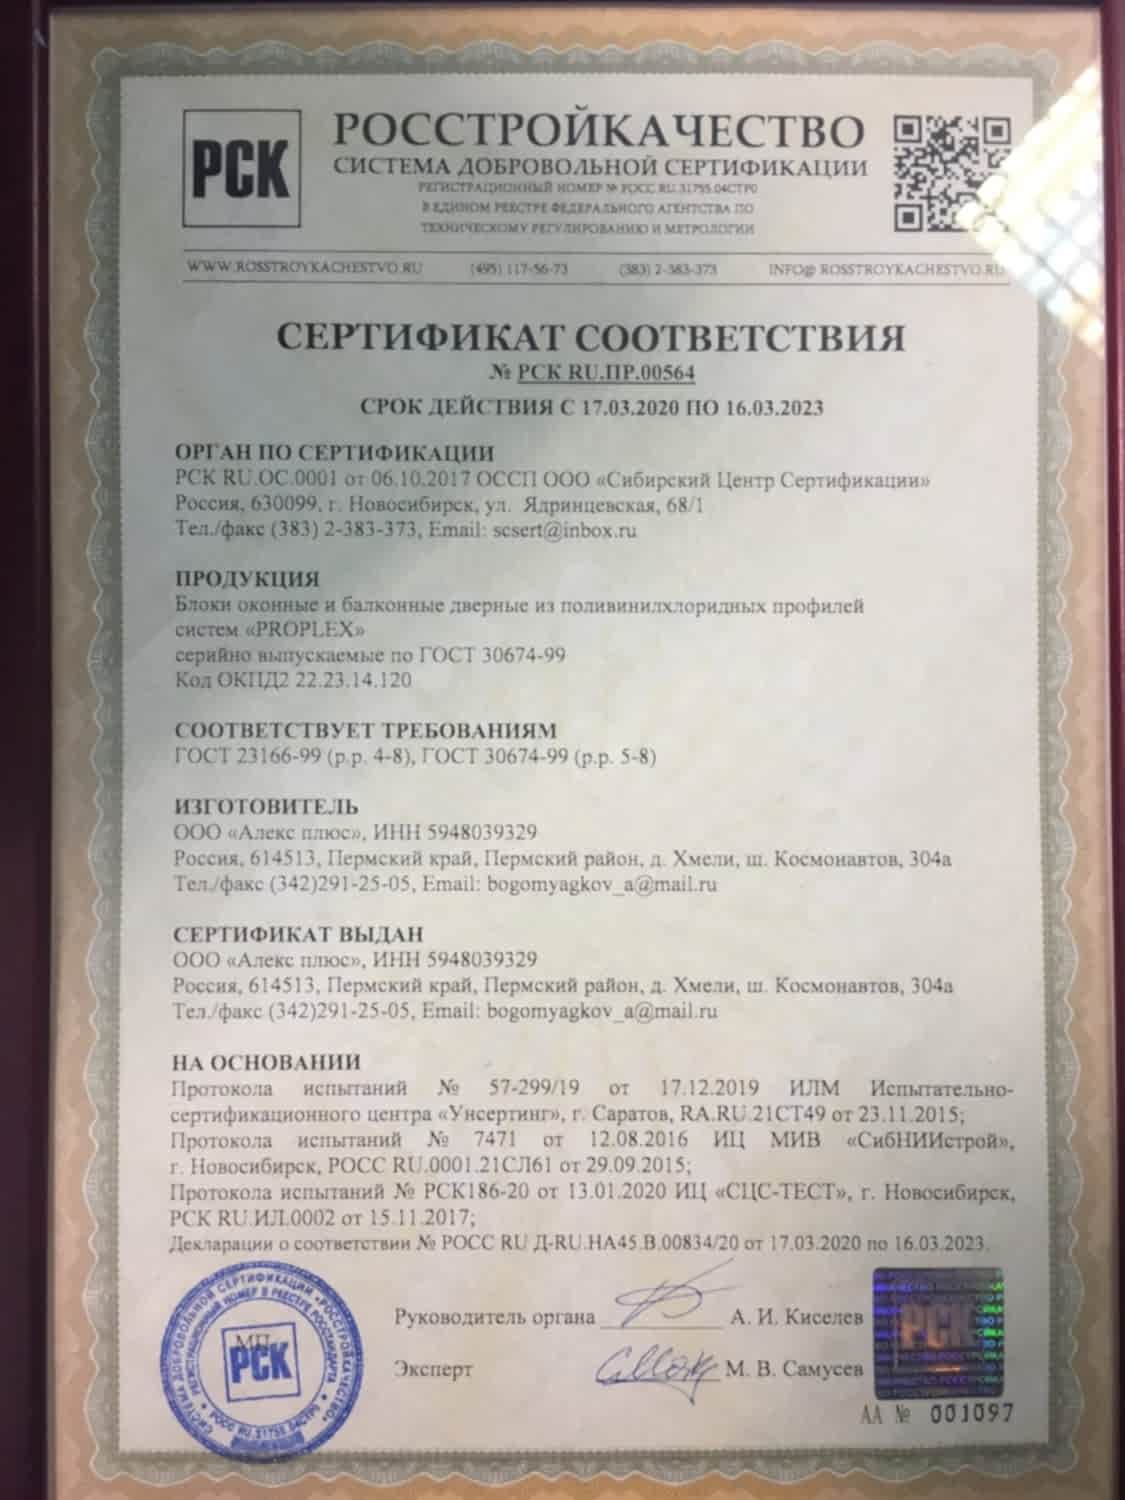 РСК
РОССТРОЙКАЧЕСТВО
СИСТЕМА ДОБРОВОЛЬНОЙ СЕРТИФИКАЦИИ
РЕГИСТРАЦИОННЫЙ НОМЕР № РОСС RU.31755.04СТР0
В ЕДИНОМ РЕЕСТРЕ ФЕДЕРАЛЬНОГО АГЕНТСТВА ПО
ТЕХНИЧЕСКОМУ РЕГУЛИРОВАНИЮ И МЕТРОЛОГИИ
WWW.ROSSTROYKACHESTVO.RU (495) 117-56-73 (383) 2-383-373 INFO@ ROSSTROYKACHESTVO.RU
СЕРТИФИКАТ СООТВЕТСТВИЯ
№ РСК RU.ПР.00564
СРОК ДЕЙСТВИЯ С 17.03.2020 ПО 16.03.2023
ОРГАН ПО СЕРТИФИКАЦИИ
РСК RU.ОС.0001 от 06.10.2017 ОССП ООО «Сибирский Центр Сертификации»
Россия, 630099, г. Новосибирск, ул. Ядринцевская, 68/1
Тел./факс (383) 2-383-373, Email: scsert@inbox.ru
ПРОДУКЦИЯ
Блоки оконные и балконные дверные из поливинилхлоридных профилей
систем «PROPLEX»
серийно выпускаемые по ГОСТ 30674-99
Код ОКПД2 22.23.14.120
СООТВЕТСТВУЕТ ТРЕБОВАНИЯМ
ГОСТ 23166-99 (р.р. 4-8), ГОСТ 30674-99 (р.р. 5-8)
ИЗГОТОВИТЕЛЬ
ООО «Алекс плюс», ИНН 5948039329
Россия, 614513, Пермский край, Пермский район, д. Хмели, ш. Космонавтов, 304а
Тел./факс (342)291-25-05, Email: bogomyagkov_a@mail.ru
СЕРТИФИКАТ ВЫДАН
ООО «Алекс плюс», ИНН 5948039329
Россия, 614513, Пермский край, Пермский район, д. Хмели, ш. Космонавтов, 304а
Тел./факс (342)291-25-05, Email: bogomyagkov_a@mail.ru
НА ОСНОВАНИИ
Протокола испытаний № 57-299/19 от 17.12.2019 ИЛМ Испытательно-
сертификационного центра «Унсертинг», г. Саратов, RA.RU.21СТ49 от 23.11.2015;
Протокола испытаний № 7471 от 12.08.2016 ИЦ МИВ «СибНИИстрой»,
г. Новосибирск, РОСС RU.0001.21СЛ61 от 29.09.2015;
Протокола испытаний № РСК186-20 от 13.01.2020 ИЦ «СЦС-ТЕСТ», г. Новосибирск,
РСК RU.ИЛ.0002 от 15.11.2017;
Декларации о соответствии № РОСС RU Д-RU.НА45.В.00834/20 от 17.03.2020 по 16.03.2023.
СИСТЕМА ДОБРОВОЛЬНОЙ СЕРТИФИКАЦИИ «РОССТРОЙКАЧЕСТВО»
РЕГИСТРАЦИОННЫЙ НОМЕР В РЕЕСТРЕ РОССТАНДАРТА
РОСС RU.31755.04СТР0
МП
РСК
Руководитель органа А. И. Киселев
Эксперт М. В. Самусев
РСК
АА № 001097